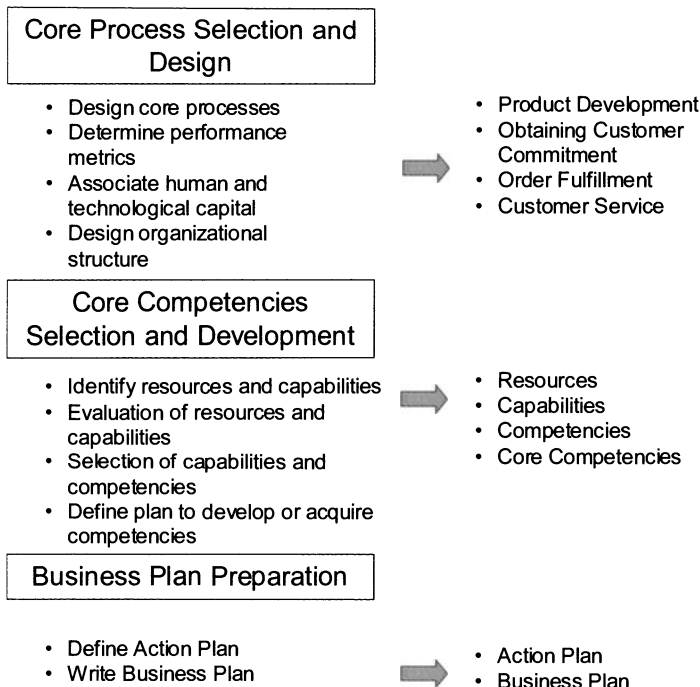 Core Process Selection and
Design
• Design core processes
• Determine performance
metrics
• Associate human and
technological capital
• Design organizational
structure
• Product Development
• Obtaining Customer
Commitment
• Order Fulfillment
• Customer Service
Core Competencies
Selection and Development
• Identify resources and capabilities
• Evaluation of resources and
capabilities
• Selection of capabilities and
competencies
• Define plan to develop or acquire
competencies
• Resources
• Capabilities
• Competencies
• Core Competencies
Business Plan Preparation
• Define Action Plan
• Write Business Plan
• Action Plan
• Business Plan